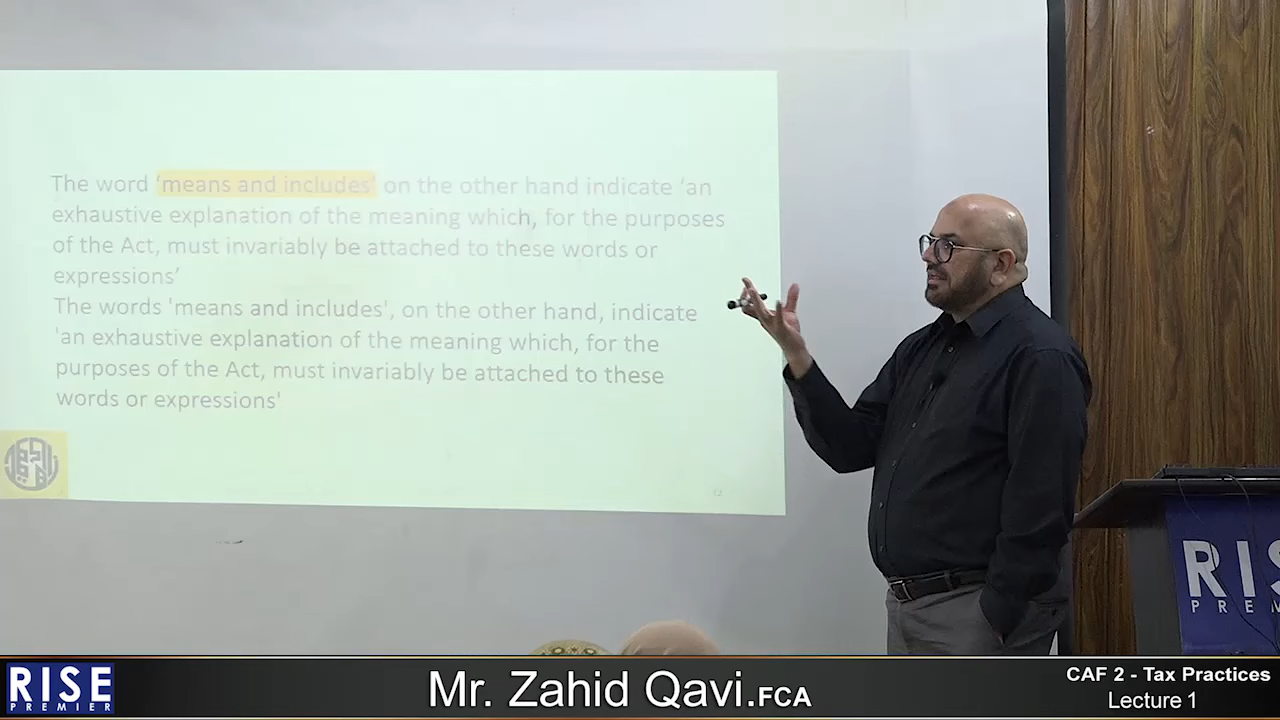 The word ‘means and includes’ on the other hand indicate ‘an
exhaustive explanation of the meaning which, for the purposes
of the Act, must invariably be attached to these words or
expressions’
The words 'means and includes', on the other hand, indicate
'an exhaustive explanation of the meaning which, for the
purposes of the Act, must invariably be attached to these
words or expressions'
12
RIS
PREM
RISE
PREMIER
Mr. Zahid Qavi.FCA
CAF 2 - Tax Practices
Lecture 1